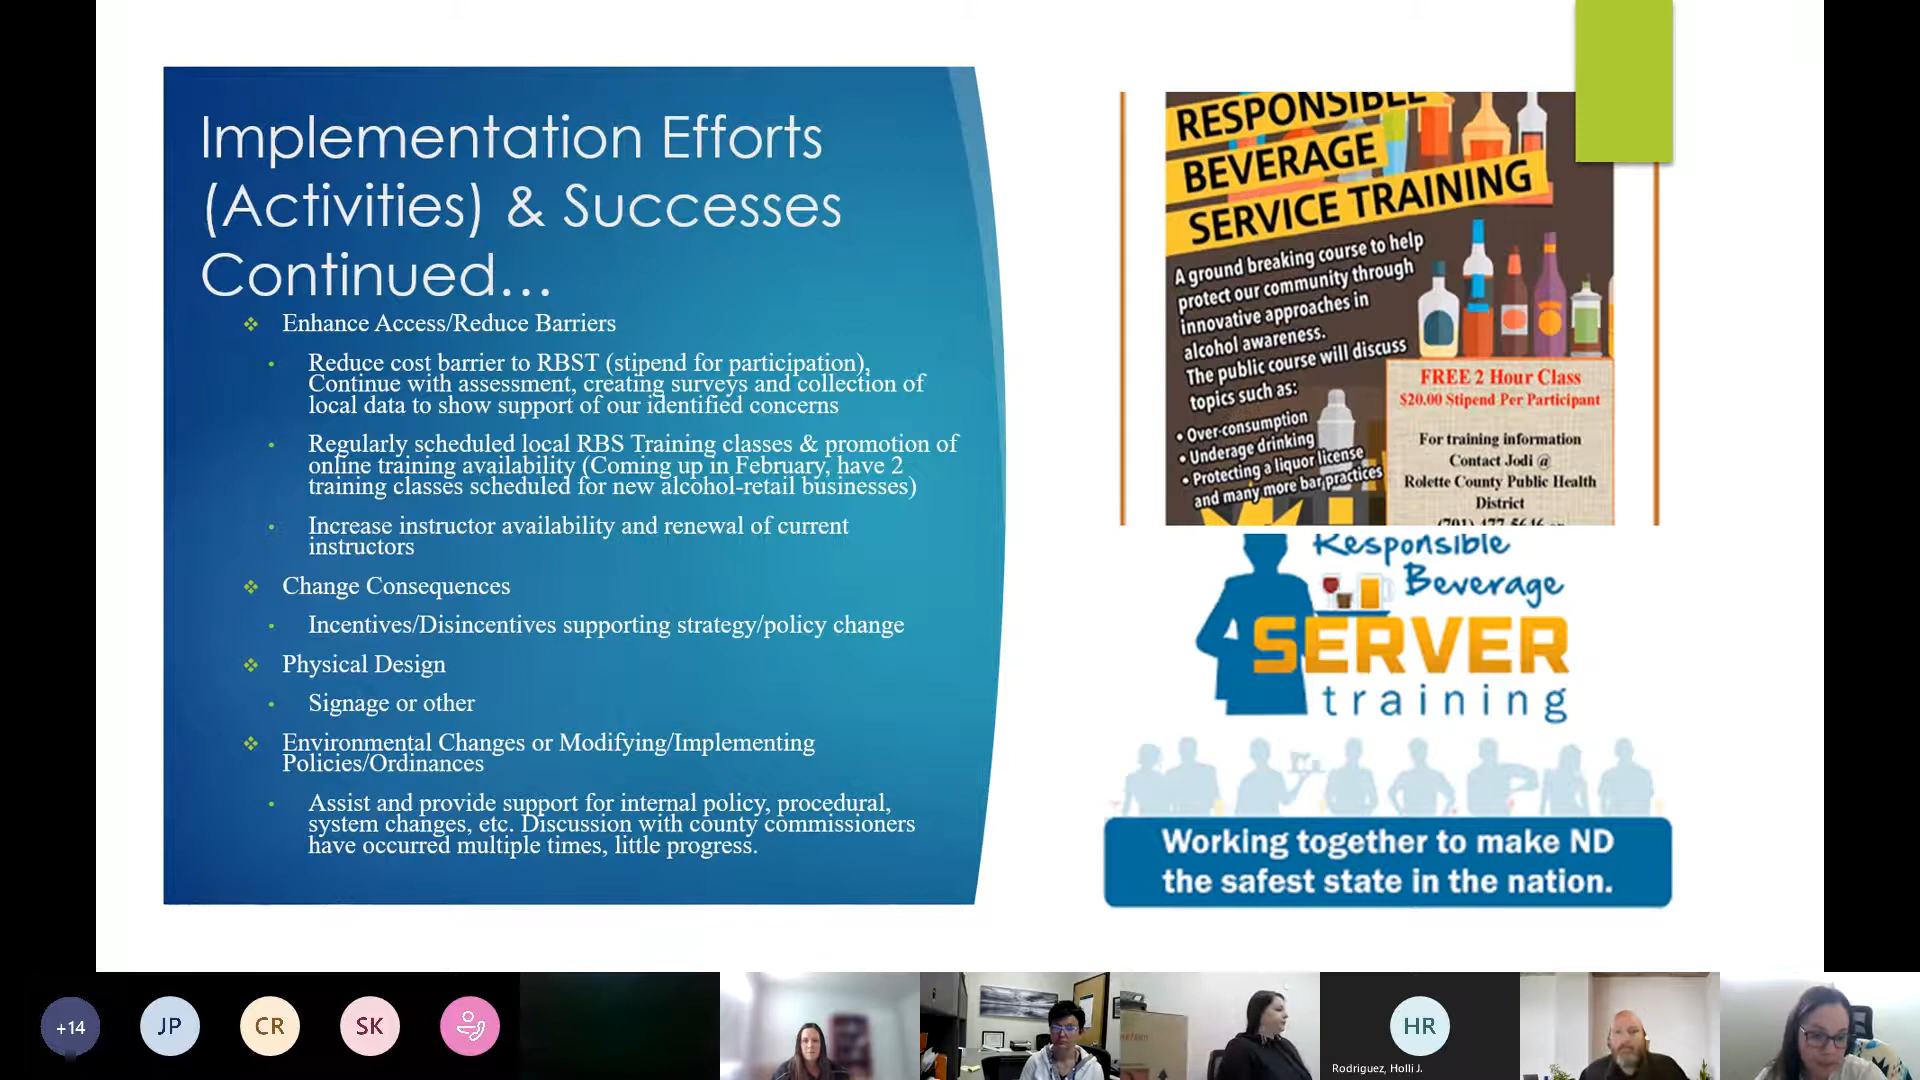 Implementation Efforts
(Activities) & Successes
Continued…
❖ Enhance Access/Reduce Barriers
• Reduce cost barrier to RBST (stipend for participation),
Continue with assessment, creating surveys and collection of
local data to show support of our identified concerns
• Regularly scheduled local RBS Training classes & promotion of
online training availability (Coming up in February, have 2
training classes scheduled for new alcohol-retail businesses)
• Increase instructor availability and renewal of current
instructors
❖ Change Consequences
• Incentives/Disincentives supporting strategy/policy change
❖ Physical Design
• Signage or other
❖ Environmental Changes or Modifying/Implementing
Policies/Ordinances
• Assist and provide support for internal policy, procedural,
system changes, etc. Discussion with county commissioners
have occurred multiple times, little progress.
RESPONSIBLE
BEVERAGE
SERVICE TRAINING
A ground breaking course to help
protect our community through
innovative approaches in
alcohol awareness.
The public course will discuss
topics such as:
• Over-consumption
• Underage drinking
• Protecting a liquor license
and many more bar practices
FREE 2 Hour Class
$20.00 Stipend Per Participant
For training information
Contact Jodi @
Rolette County Public Health
District
Responsible
Beverage
SERVER
training
Working together to make ND
the safest state in the nation.
+14
JP
CR
SK
HR
Rodriguez, Holli J.